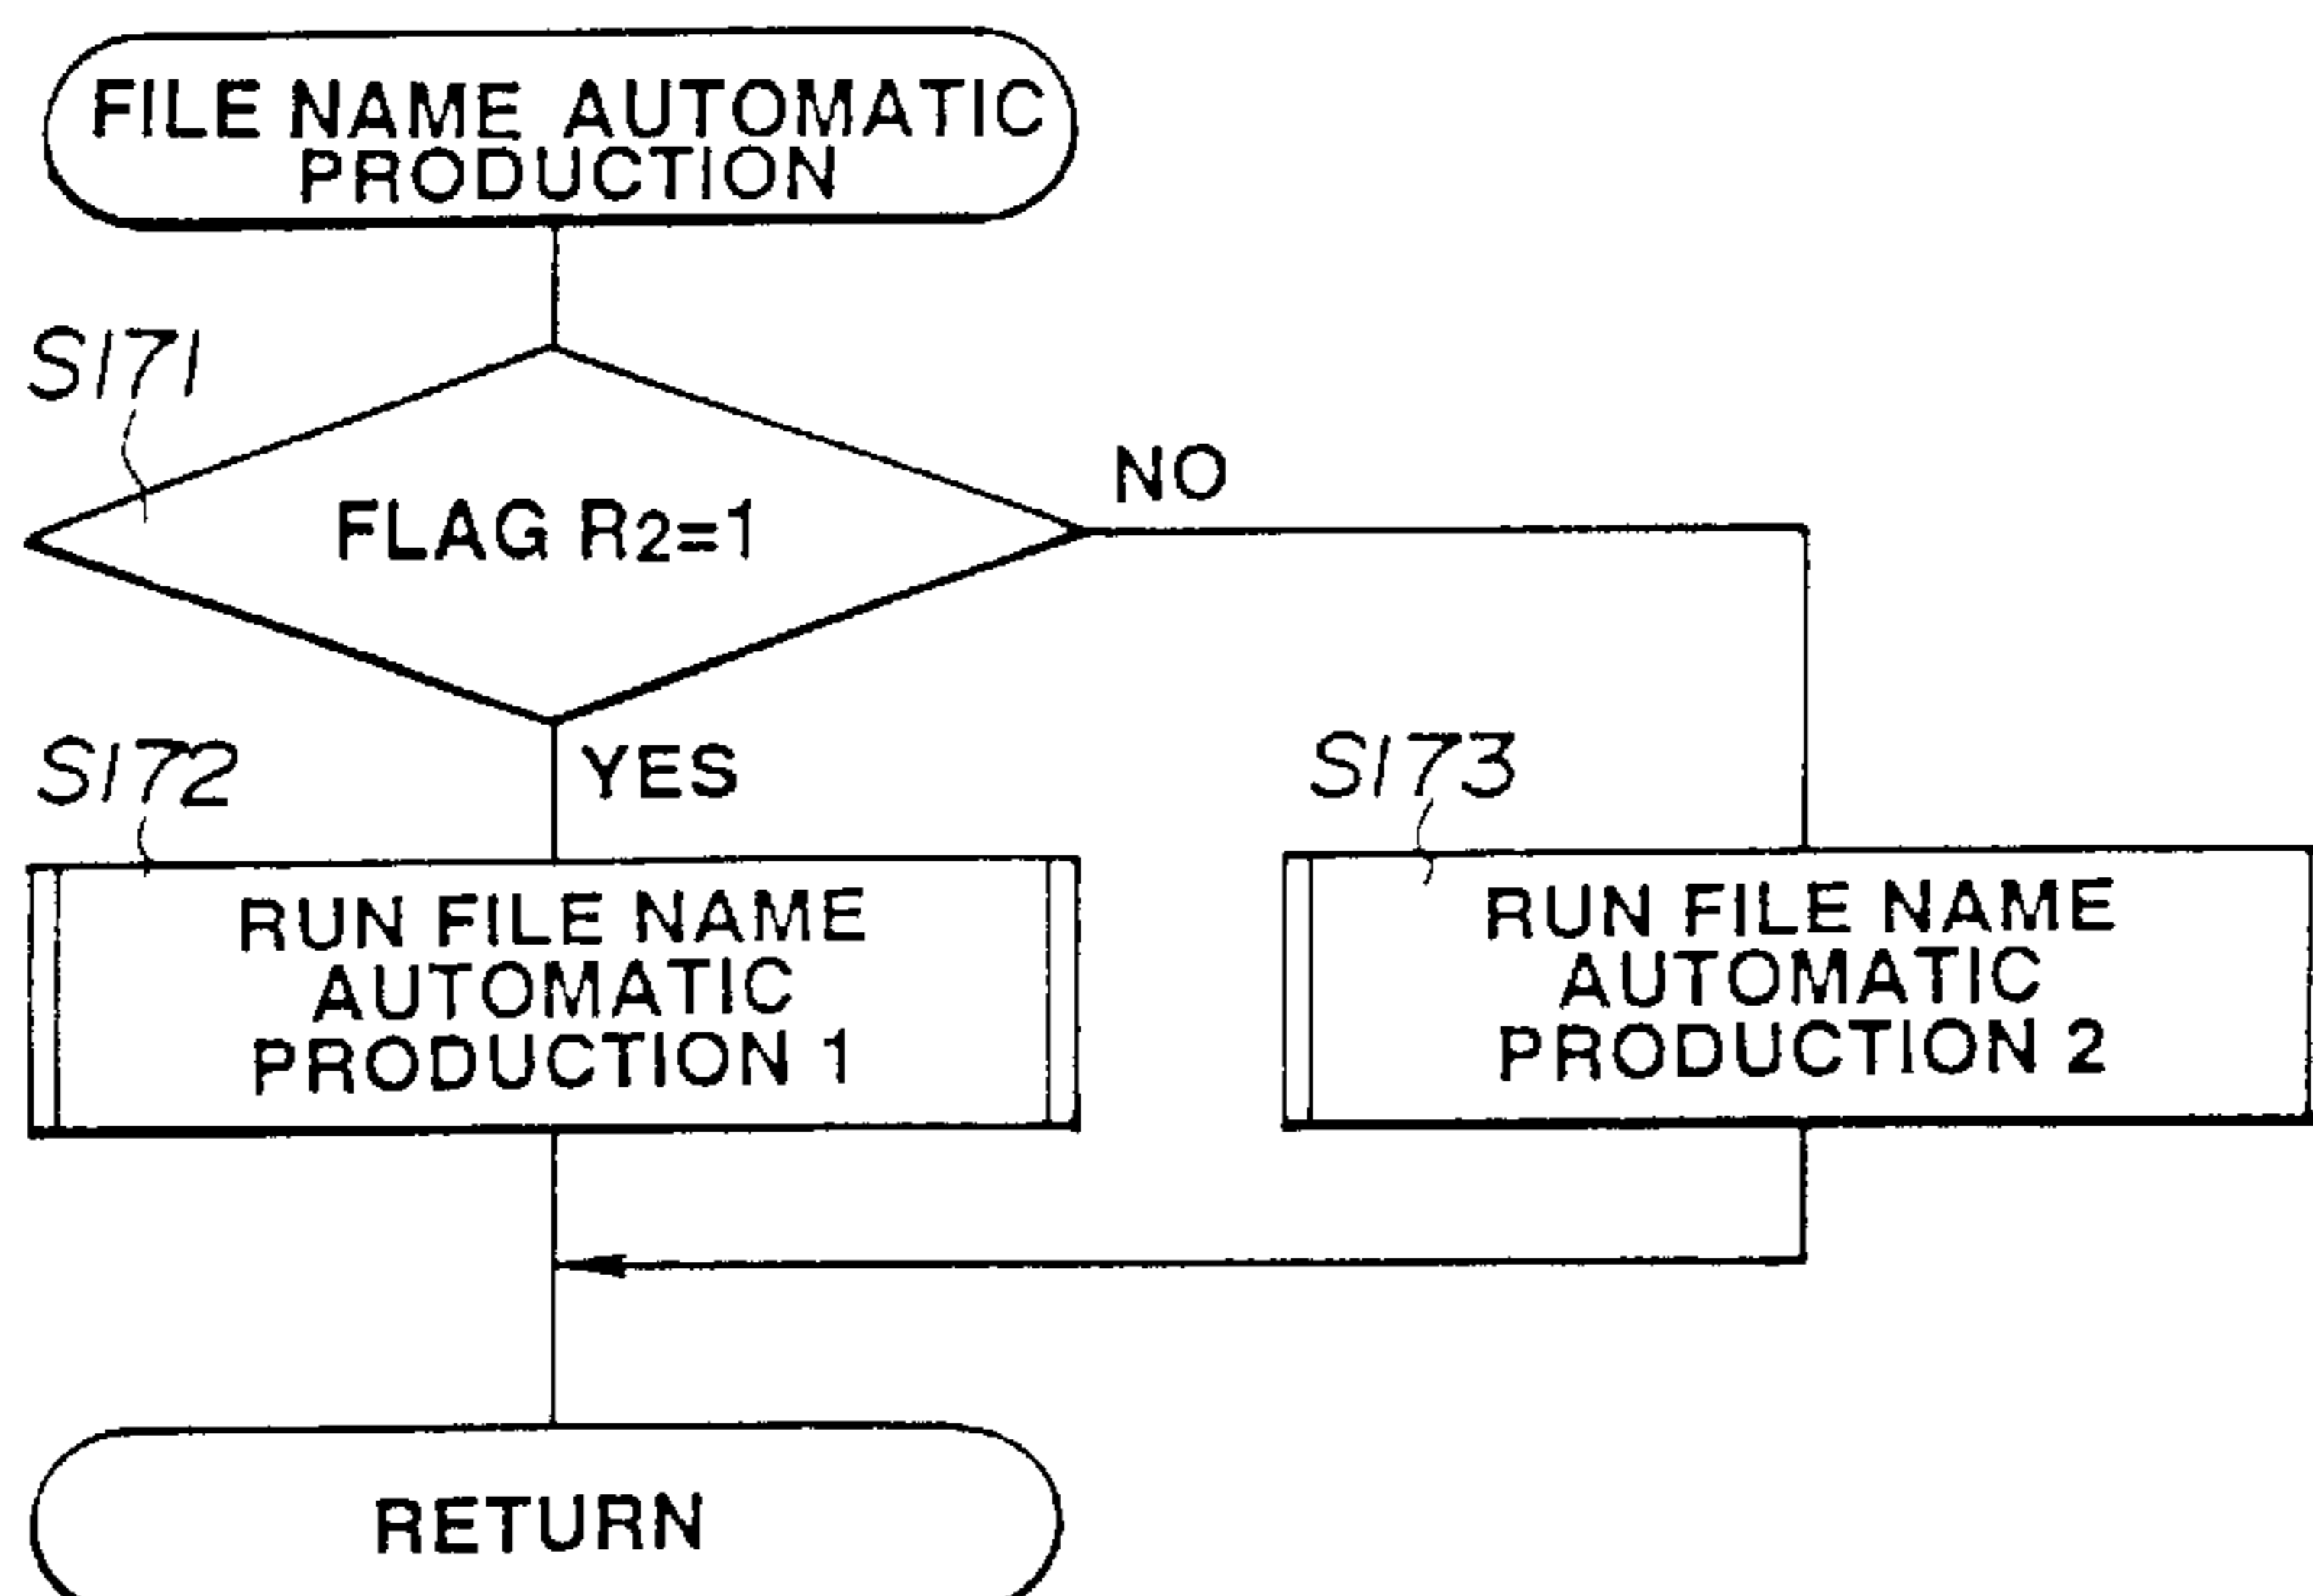 FILE NAME AUTOMATIC
PRODUCTION
S171
FLAG R2=1
NO
YES
S172
RUN FILE NAME
AUTOMATIC
PRODUCTION 1
S173
RUN FILE NAME
AUTOMATIC
PRODUCTION 2
RETURN